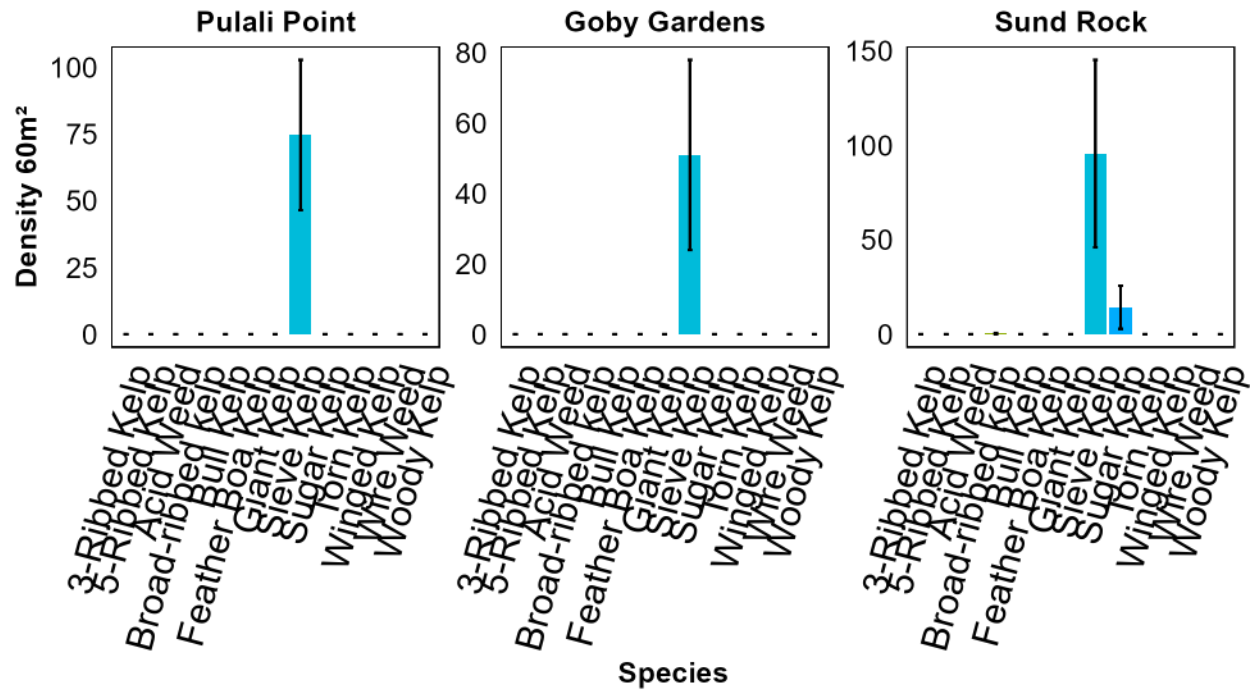 Pulali Point
Goby Gardens
Sund Rock
Density 60m²
100
75
50
25
0
80
60
40
20
0
150
100
50
0
3-Ribbed Kelp
5-Ribbed Kelp
Acid Weed
Broad-ribbed Kelp
Bull Kelp
Feather Boat Kelp
Giant Kelp
Sieve Kelp
Sugar Kelp
Torn Kelp
Winged Kelp
Wire Weed
Woody Kelp
3-Ribbed Kelp
5-Ribbed Kelp
Acid Weed
Broad-ribbed Kelp
Bull Kelp
Feather Boat Kelp
Giant Kelp
Sieve Kelp
Sugar Kelp
Torn Kelp
Winged Kelp
Wire Weed
Woody Kelp
3-Ribbed Kelp
5-Ribbed Kelp
Acid Weed
Broad-ribbed Kelp
Bull Kelp
Feather Boat Kelp
Giant Kelp
Sieve Kelp
Sugar Kelp
Torn Kelp
Winged Kelp
Wire Weed
Woody Kelp
Species